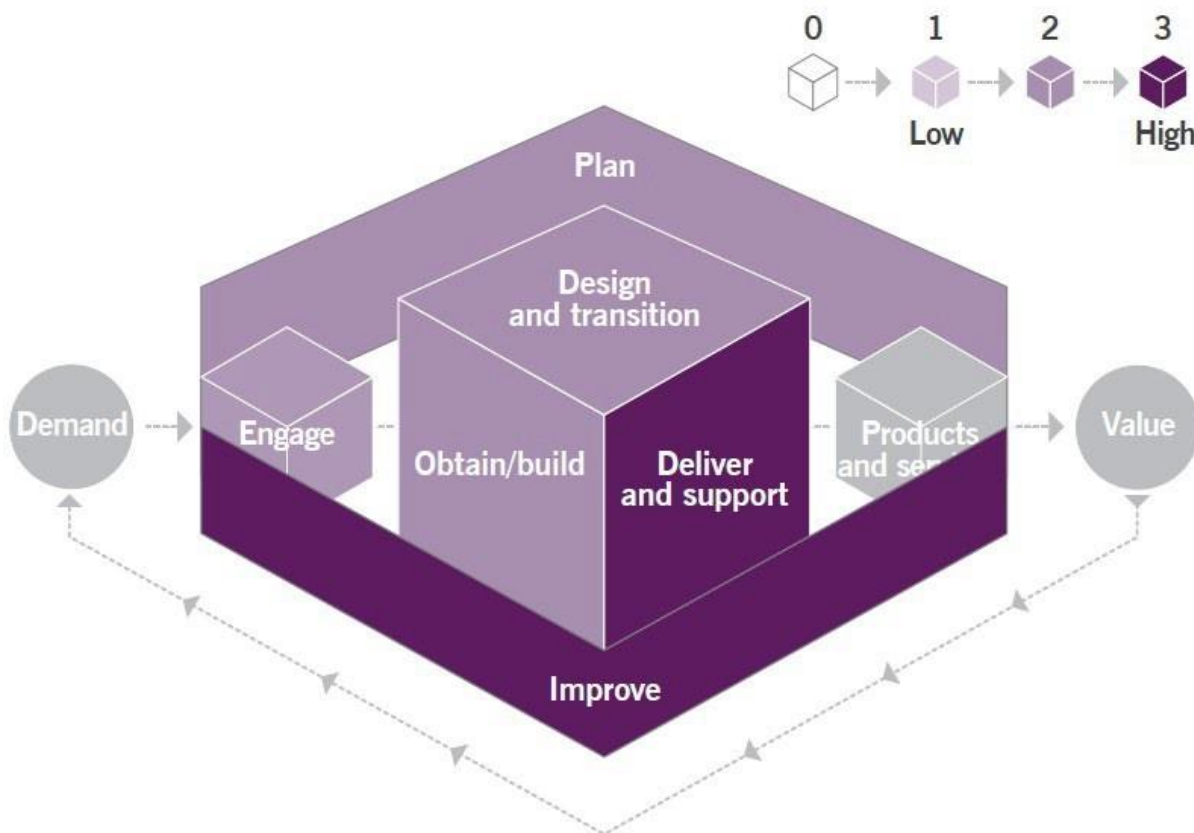 0 1 2 3
Low High
Plan
Design
and transition
Demand
Engage
Obtain/build
Deliver
and support
Products
and
Value
Improve